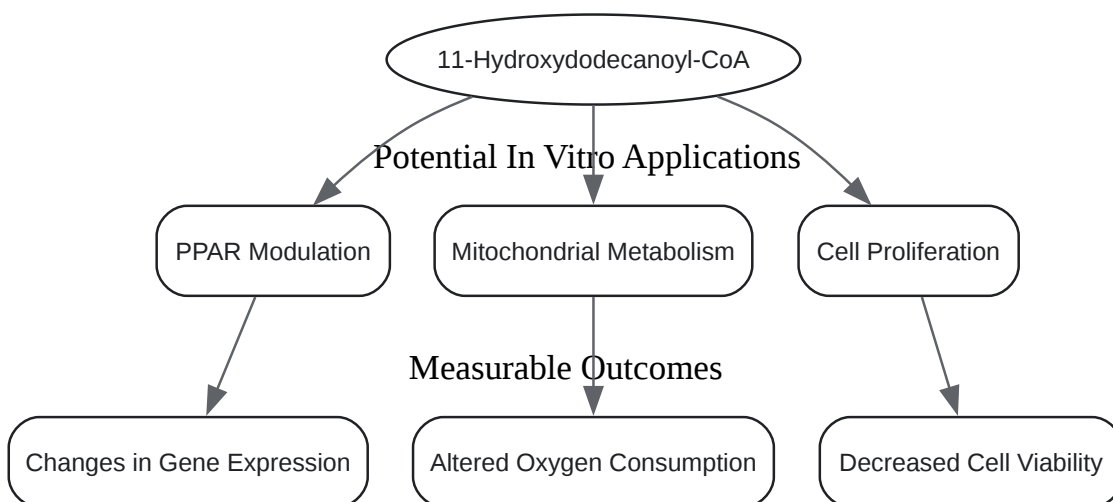 11-Hydroxydodecanoyl-CoA
Potential In Vitro Applications
PPAR Modulation
Mitochondrial Metabolism
Cell Proliferation
Measurable Outcomes
Changes in Gene Expression
Altered Oxygen Consumption
Decreased Cell Viability